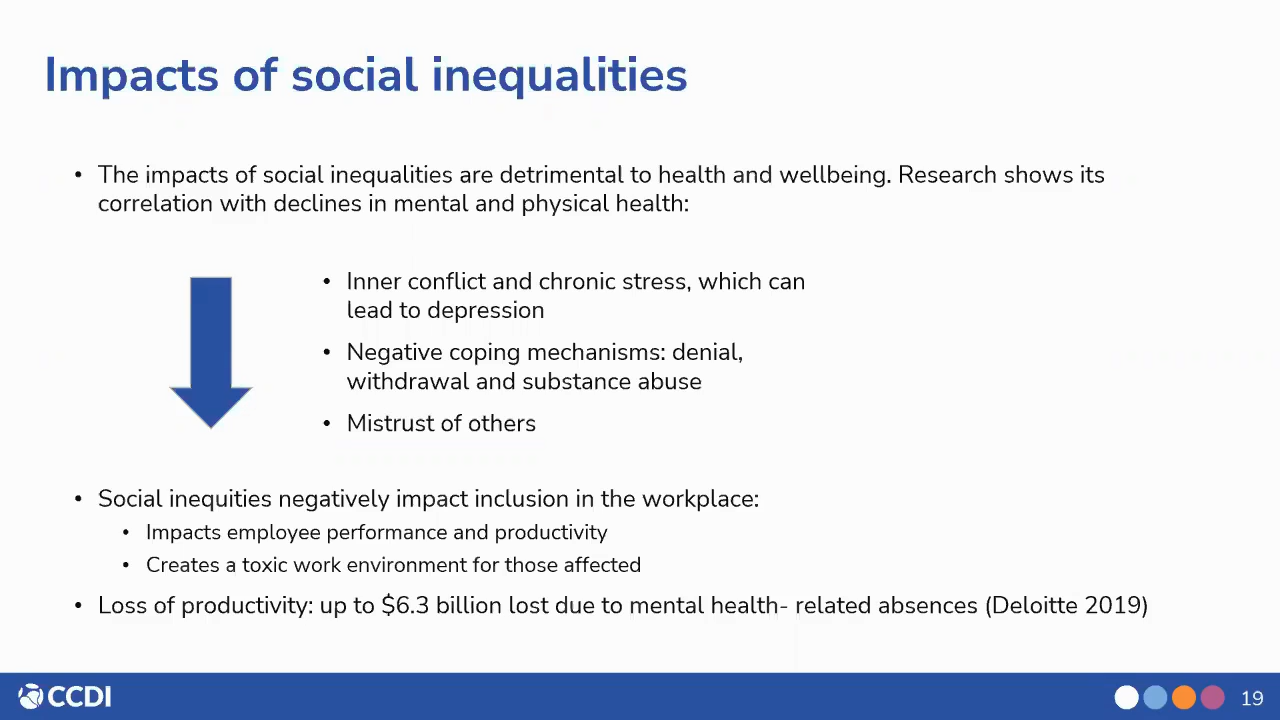 Impacts of social inequalities
• The impacts of social inequalities are detrimental to health and wellbeing. Research shows its
correlation with declines in mental and physical health:
• Inner conflict and chronic stress, which can
lead to depression
• Negative coping mechanisms: denial,
withdrawal and substance abuse
• Mistrust of others
• Social inequities negatively impact inclusion in the workplace:
• Impacts employee performance and productivity
• Creates a toxic work environment for those affected
• Loss of productivity: up to $6.3 billion lost due to mental health- related absences (Deloitte 2019)
CCDI
19